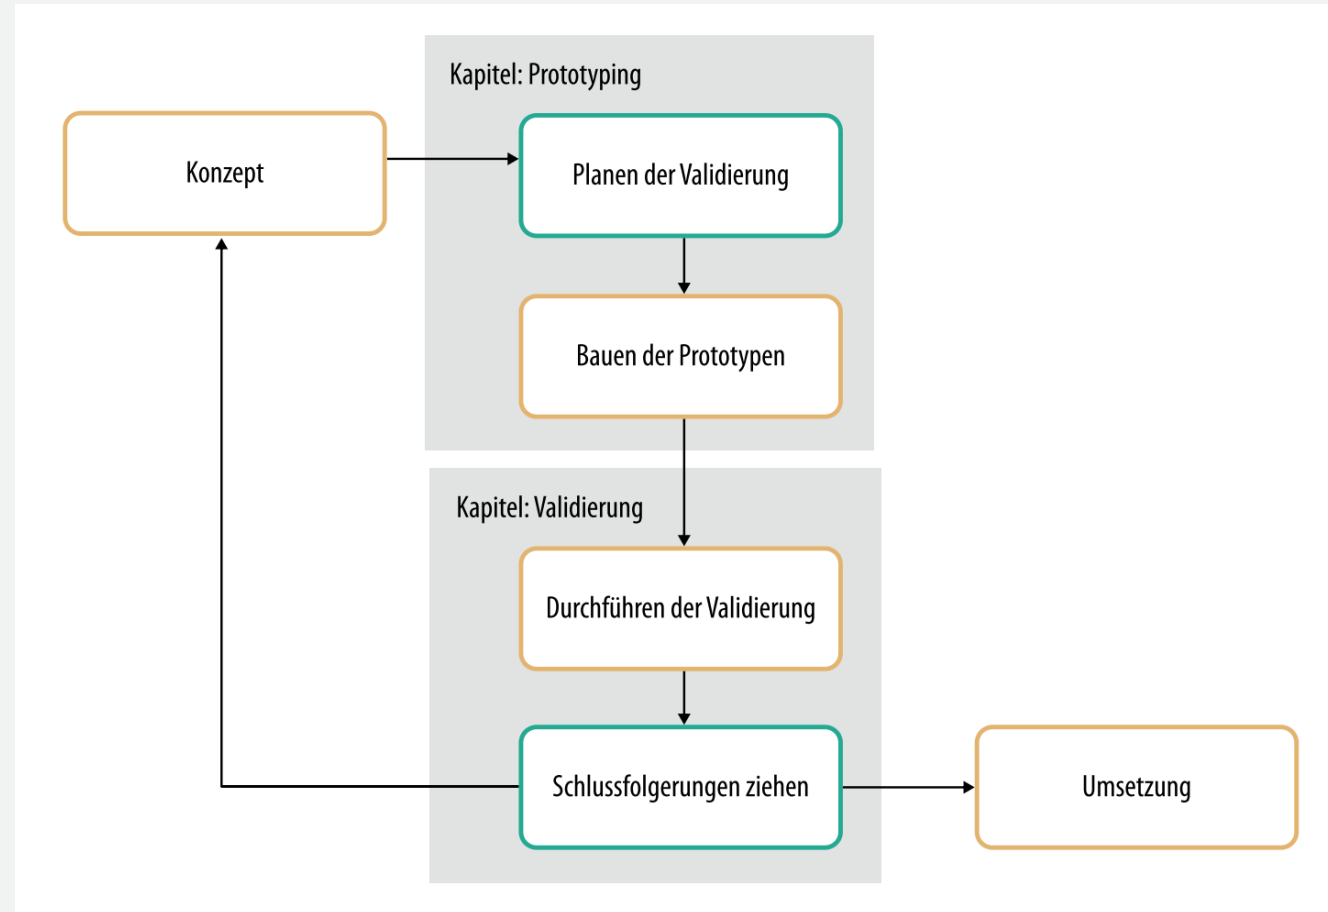 Kapitel: Prototyping
Konzept
Planen der Validierung
Bauen der Prototypen
Kapitel: Validierung
Durchführen der Validierung
Schlussfolgerungen ziehen
Umsetzung